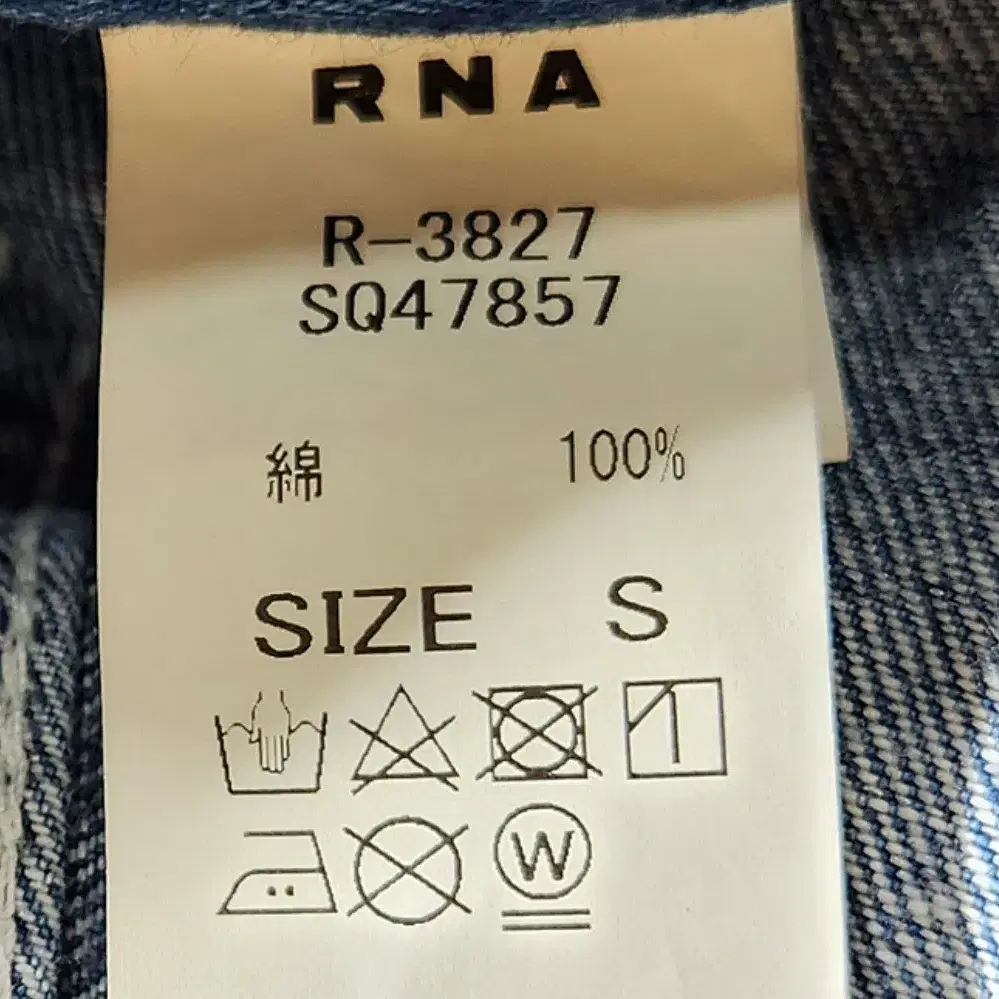 RNA
R-3827
SQ47857
綿 100%
SIZE S
W